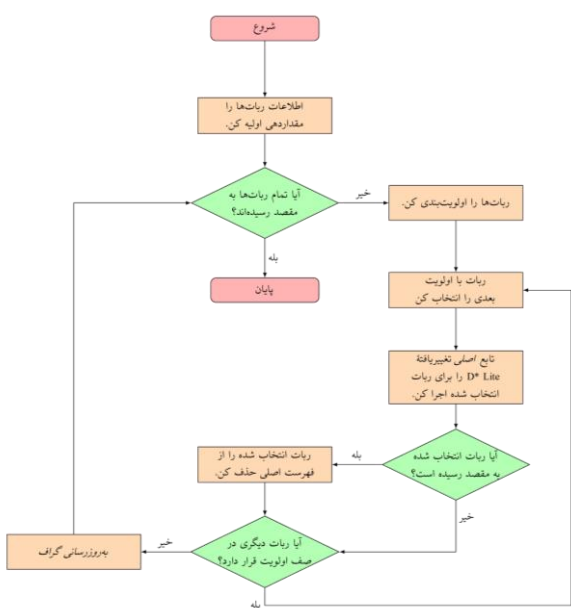 شروع
اطلاعات ربات‌ها را
مقداردهی اولیه کن.
آیا تمام ربات‌ها به
مقصد رسیده‌اند؟
خیر
ربات‌ها را اولویت‌بندی کن.
بله
پایان
ربات با اولویت
بعدی را انتخاب کن
تابع اصلی تغییریافتهٔ
D* Lite را برای ربات
انتخاب شده اجرا کن.
آیا ربات انتخاب شده
به مقصد رسیده است؟
بله
ربات انتخاب شده را از
فهرست اصلی حذف کن.
خیر
آیا ربات دیگری در
صف اولویت قرار دارد؟
خیر
به‌روزرسانی گراف
بله